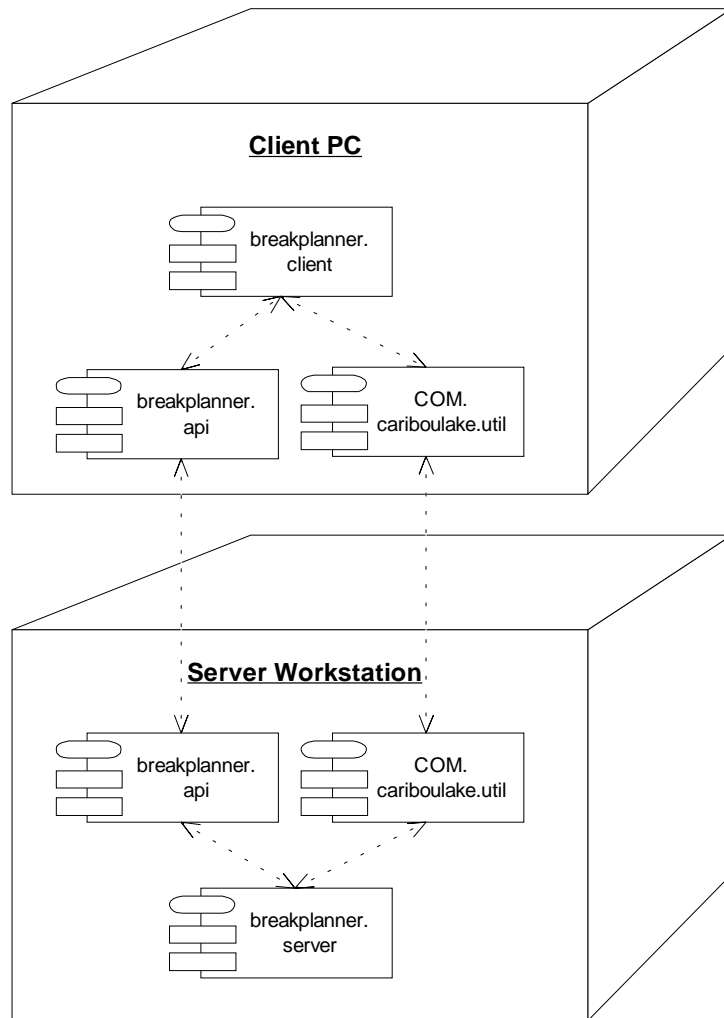 Client PC
breakplanner.
client
breakplanner.
api
COM.
cariboulake.util
Server Workstation
breakplanner.
api
COM.
cariboulake.util
breakplanner.
server